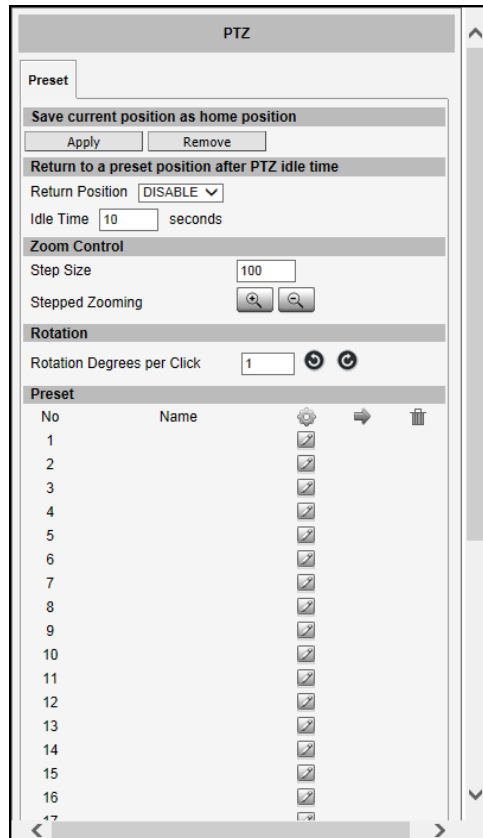 PTZ
Preset
Save current position as home position
Apply Remove
Return to a preset position after PTZ idle time
Return Position DISABLE
Idle Time 10 seconds
Zoom Control
Step Size 100
Stepped Zooming
Rotation
Rotation Degrees per Click 1
Preset
No Name
1
2
3
4
5
6
7
8
9
10
11
12
13
14
15
16
17